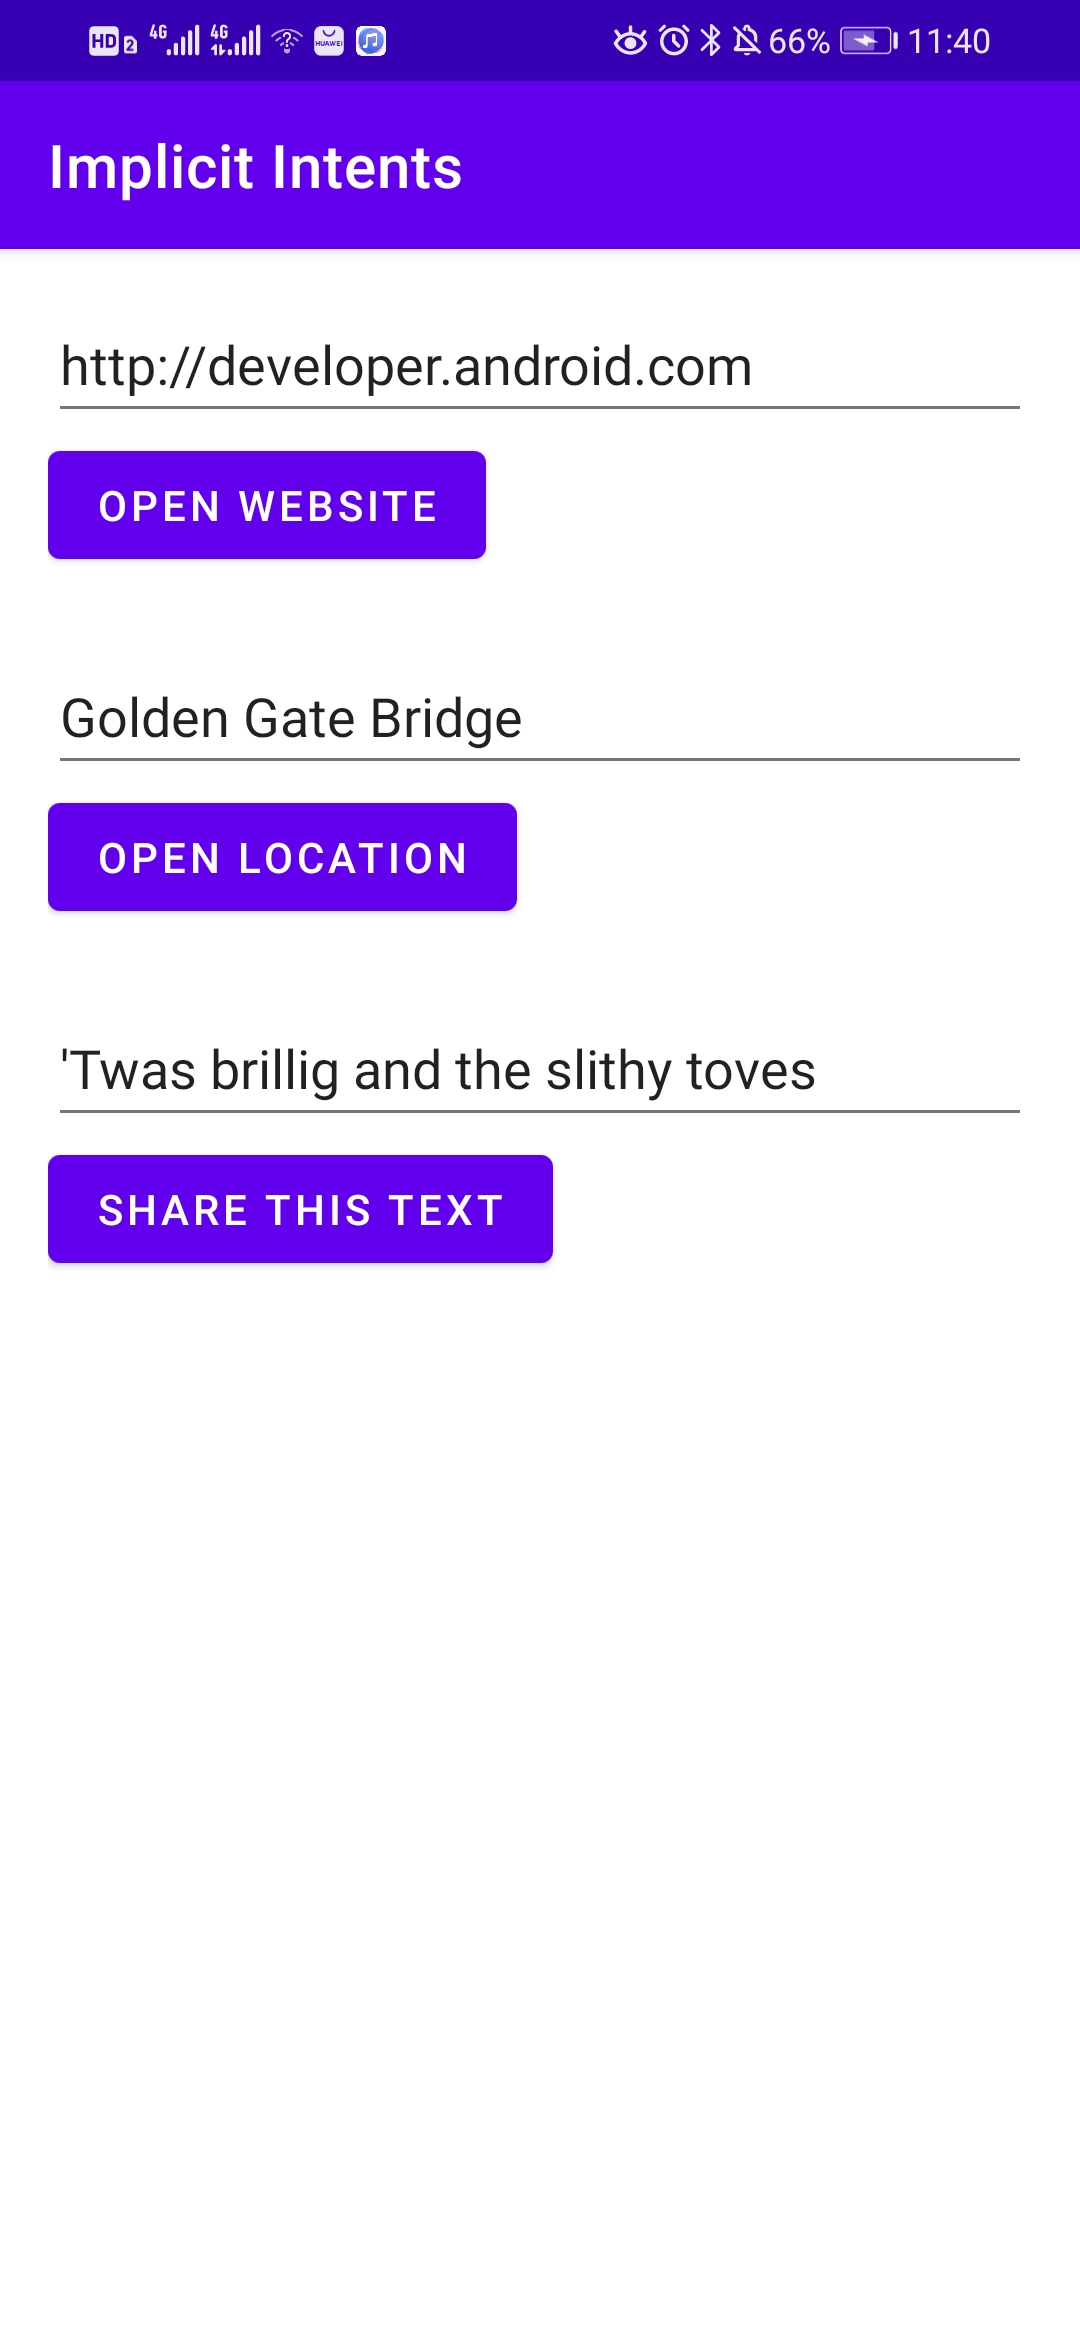 HD 2 4G 4G HUAWEI 66% 11:40
Implicit Intents
http://developer.android.com
OPEN WEBSITE
Golden Gate Bridge
OPEN LOCATION
'Twas brillig and the slithy toves
SHARE THIS TEXT